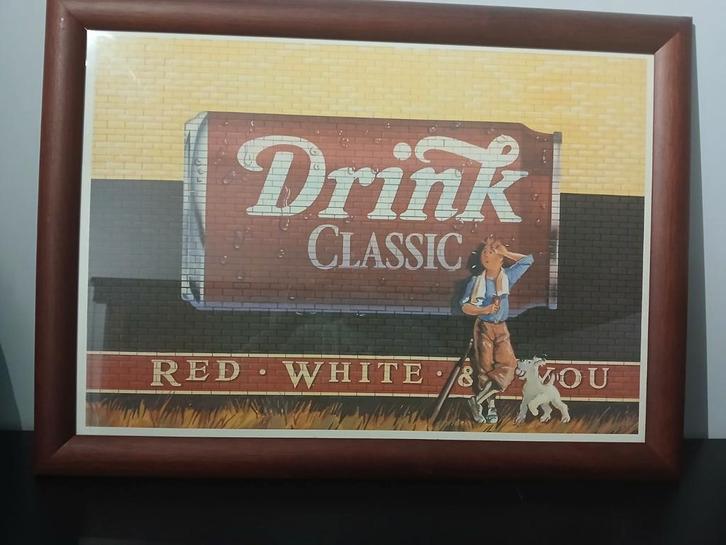 Drink
CLASSIC
RED · WHITE · & YOU